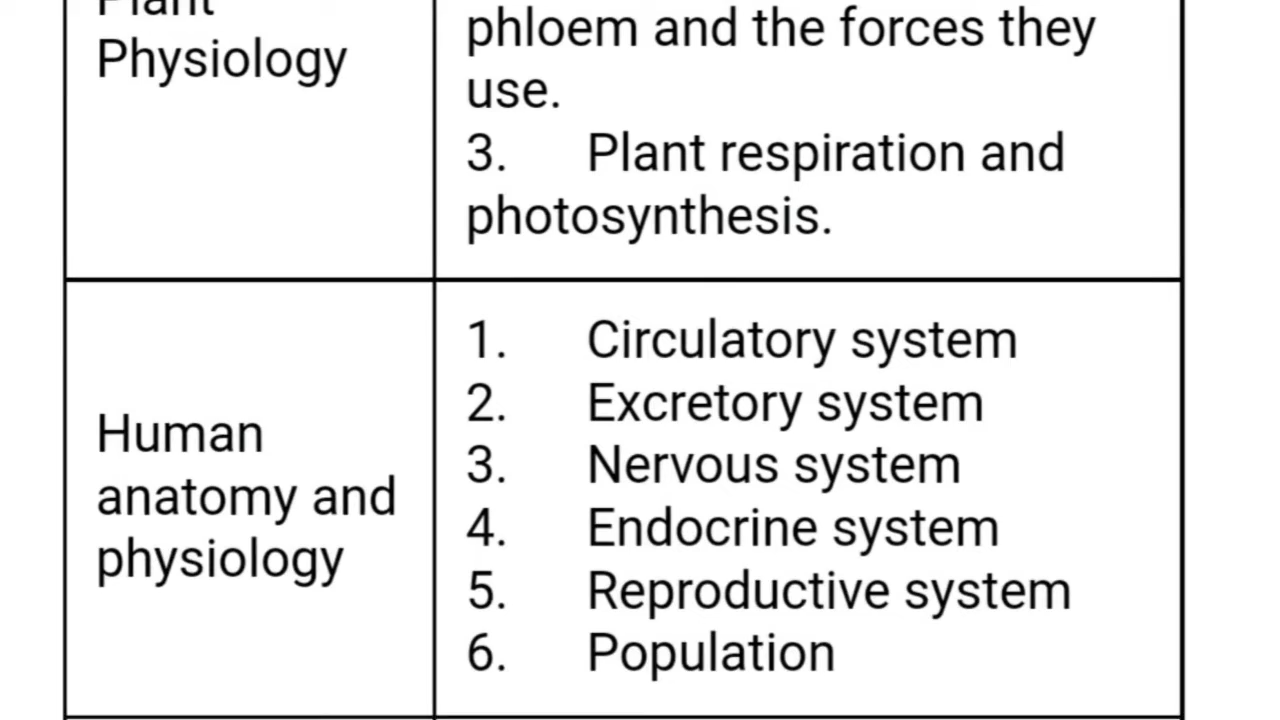 Plant
Physiology
phloem and the forces they
use.
3. Plant respiration and
photosynthesis.
Human
anatomy and
physiology
1. Circulatory system
2. Excretory system
3. Nervous system
4. Endocrine system
5. Reproductive system
6. Population